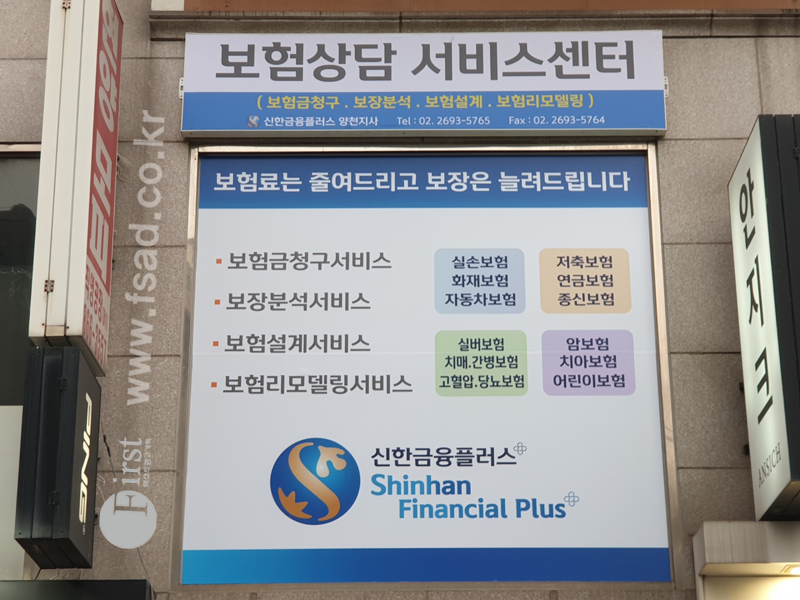 보험상담 서비스센터
( 보험금청구 . 보장분석 . 보험설계 . 보험리모델링 )
신한금융플러스 양천지사 Tel : 02. 2693-5765 Fax : 02. 2693-5764
보험료는 줄여드리고 보장은 늘려드립니다
보험금청구서비스
보장분석서비스
보험설계서비스
보험리모델링서비스
실손보험
화재보험
자동차보험
저축보험
연금보험
종신보험
실버보험
치매.간병보험
고혈압.당뇨보험
암보험
치아보험
어린이보험
신한금융플러스
Shinhan
Financial Plus
안지크
ANSICH
PING
www.fsad.co.kr
First